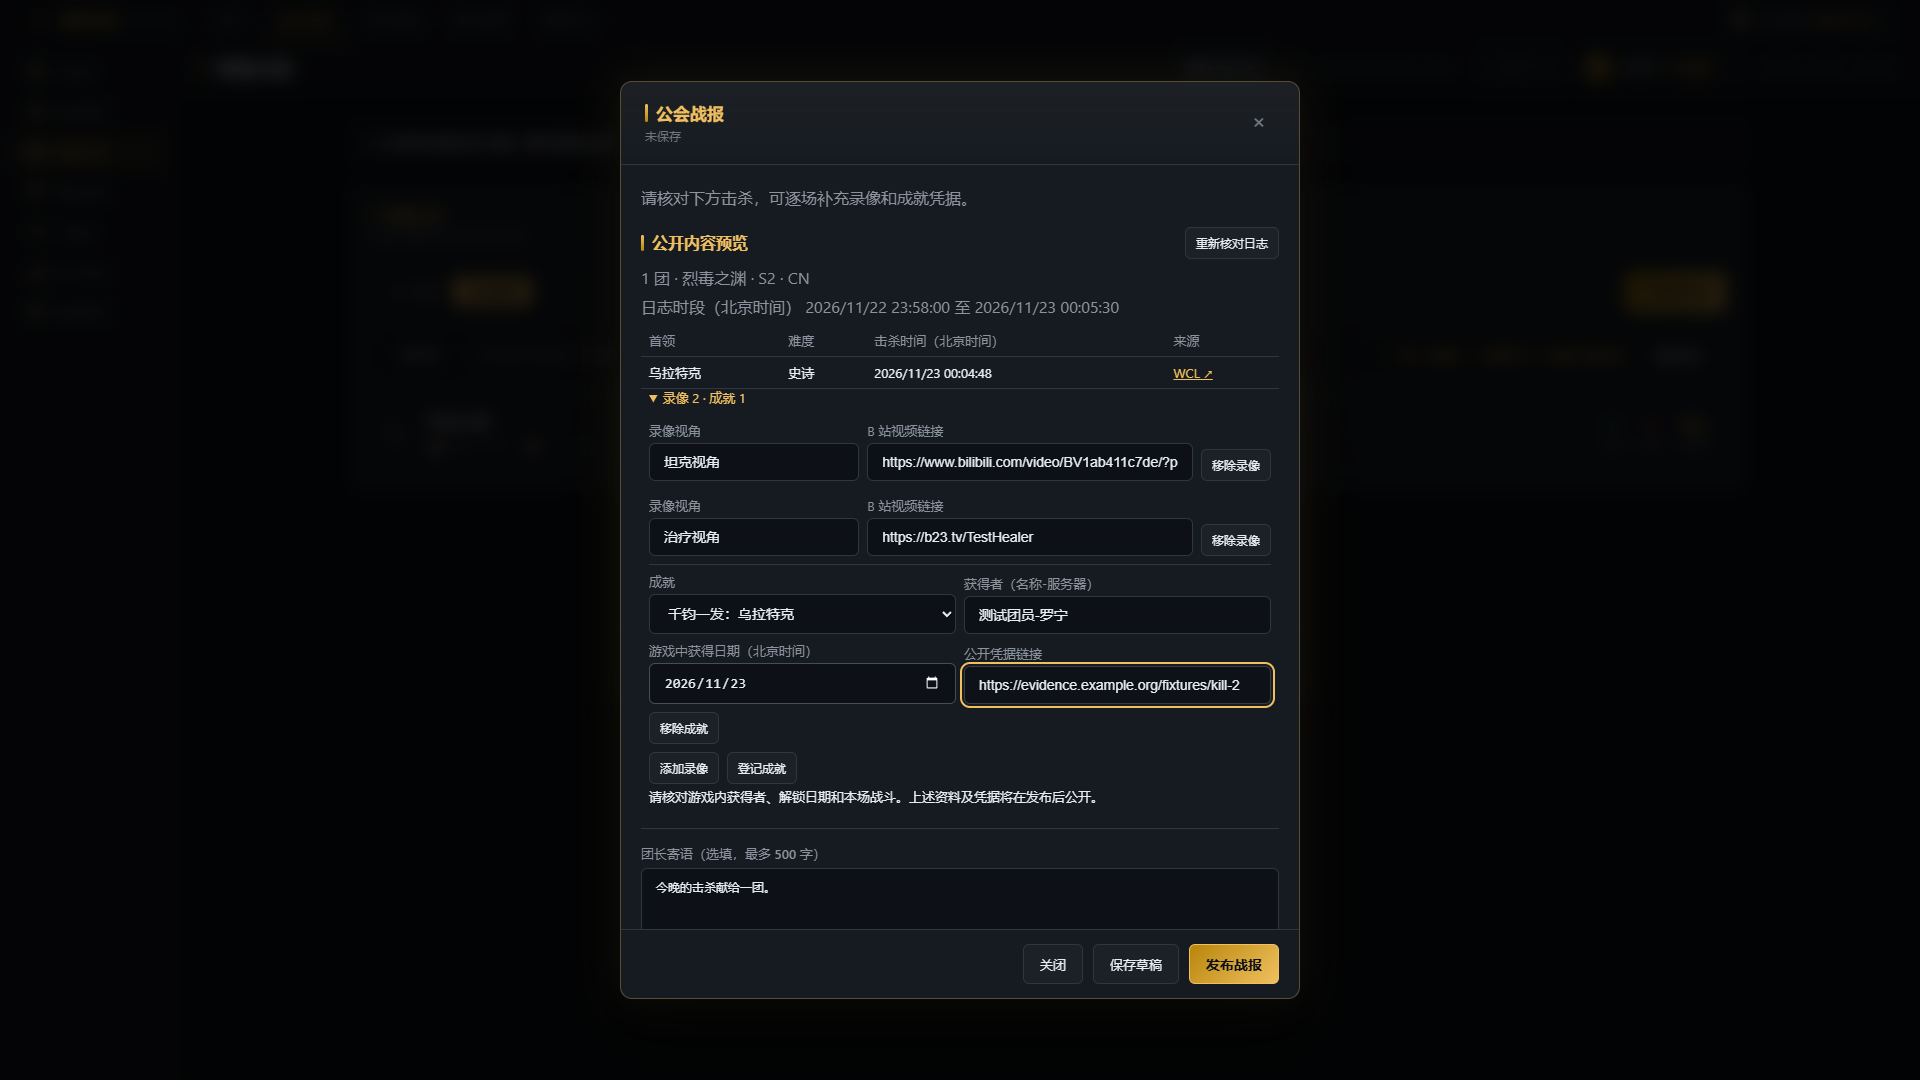 公会战报
未保存
×
请核对下方击杀，可逐场补充录像和成就凭据。
公开内容预览
重新核对日志
1 团 · 烈毒之渊 · S2 · CN
日志时段（北京时间） 2026/11/22 23:58:00 至 2026/11/23 00:05:30
首领 难度 击杀时间（北京时间） 来源
乌拉特克 史诗 2026/11/23 00:04:48 WCL ↗
▼ 录像 2 · 成就 1
录像视角 B 站视频链接
坦克视角 https://www.bilibili.com/video/BV1ab411c7de/?p 移除录像
录像视角 B 站视频链接
治疗视角 https://b23.tv/TestHealer 移除录像
成就 获得者（名称-服务器）
千钧一发：乌拉特克 测试团员-罗宁
游戏中获得日期（北京时间） 公开凭据链接
2026/11/23 https://evidence.example.org/fixtures/kill-2
移除成就
添加录像 登记成就
请核对游戏内获得者、解锁日期和本场战斗。上述资料及凭据将在发布后公开。
团长寄语（选填，最多 500 字）
今晚的击杀献给一团。
关闭 保存草稿 发布战报